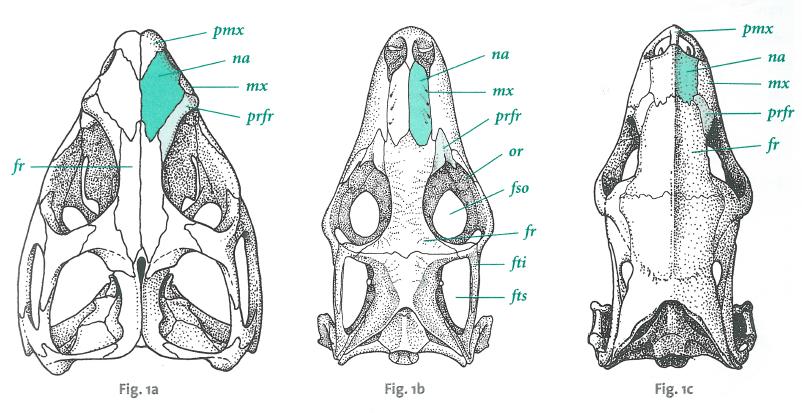 pmx
na
mx
prfr
fr
Fig. 1a
na
mx
prfr
or
fso
fr
fti
fts
Fig. 1b
pmx
na
mx
prfr
fr
Fig. 1c